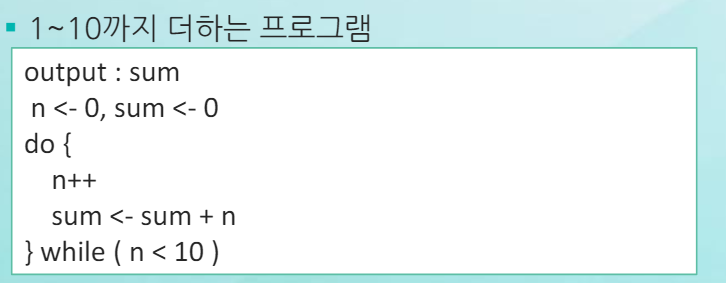 ▪ 1~10까지 더하는 프로그램
output : sum
n <- 0, sum <- 0
do {
n++
sum <- sum + n
} while ( n < 10 )